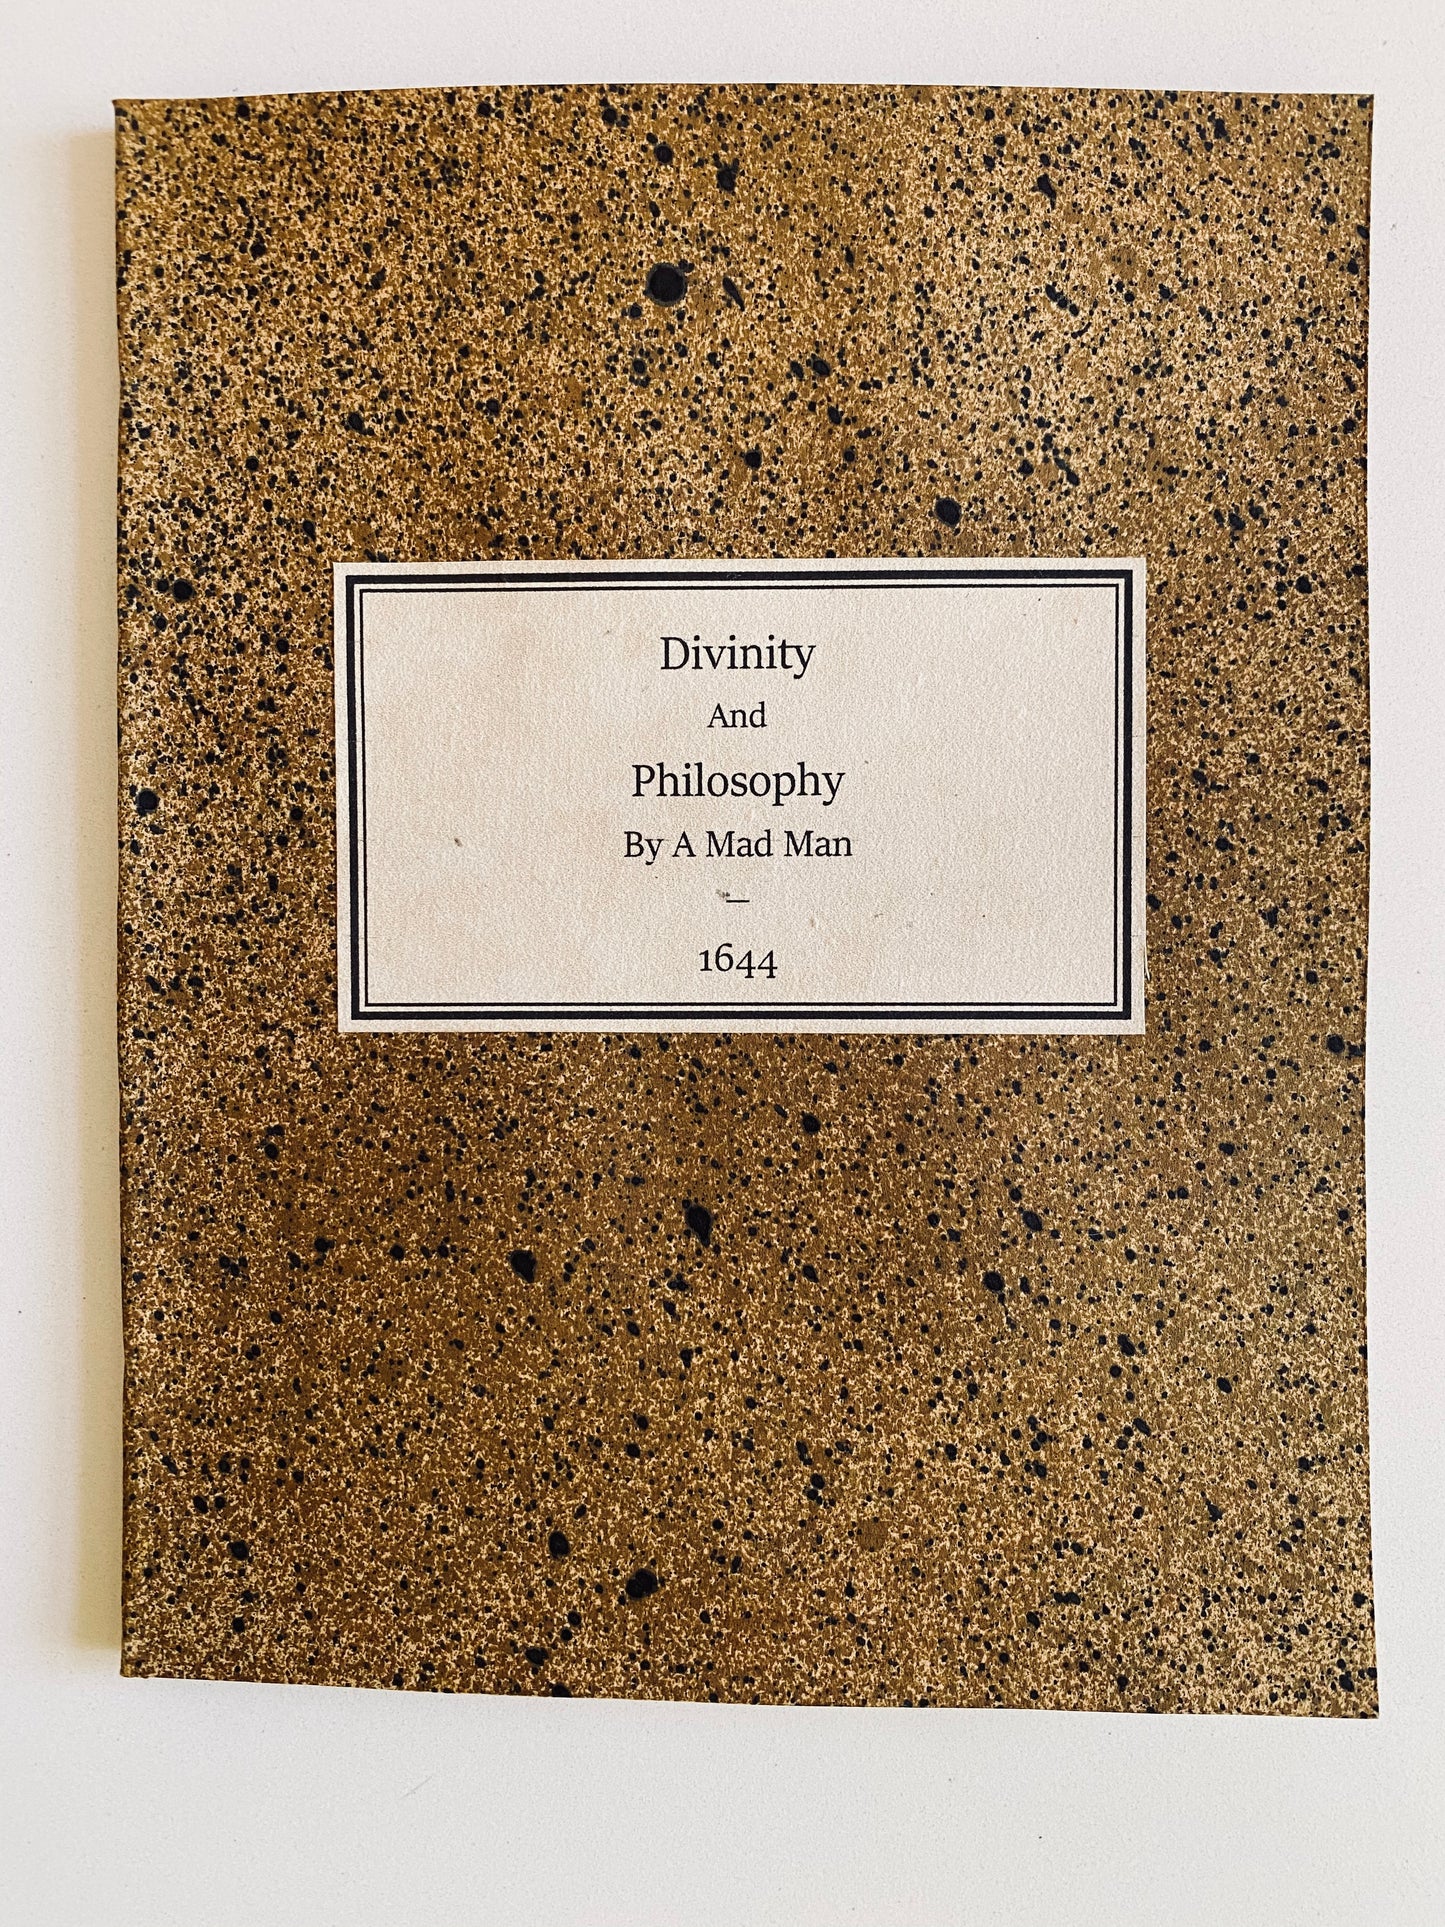 Divinity
And
Philosophy
By A Mad Man
–
1644